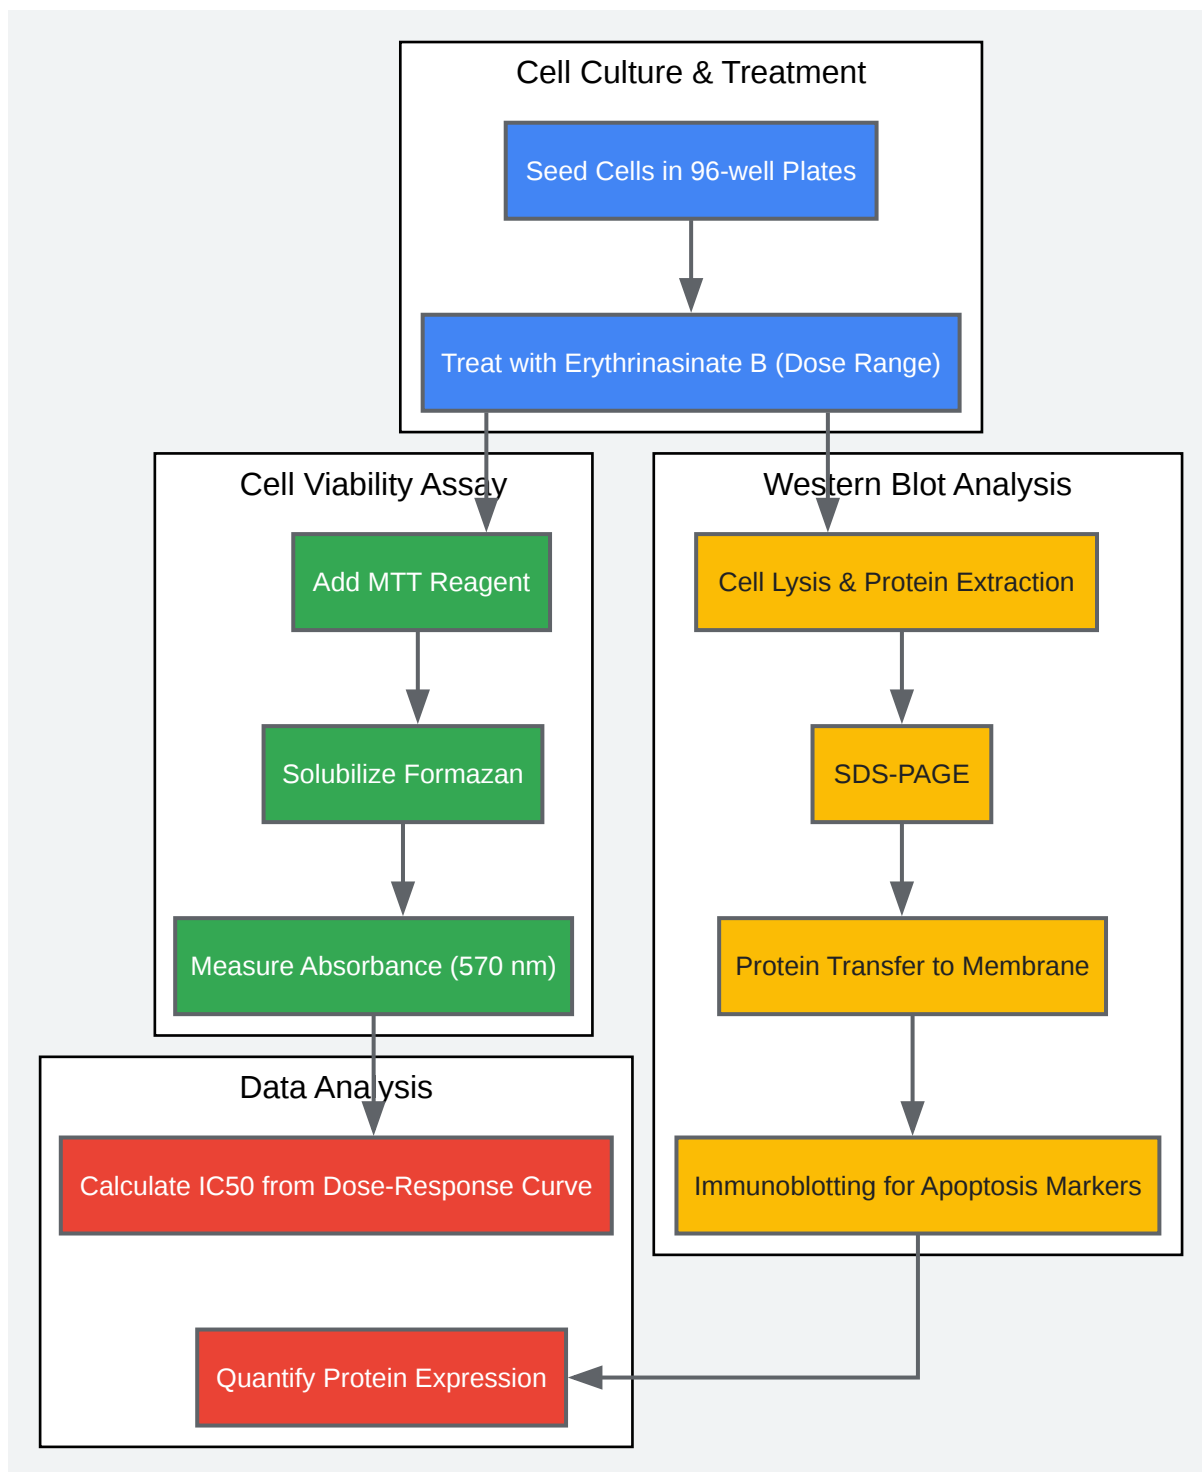 Cell Culture & Treatment
Seed Cells in 96-well Plates
Treat with Erythrinasinate B (Dose Range)
Cell Viability Assay
Add MTT Reagent
Solubilize Formazan
Measure Absorbance (570 nm)
Western Blot Analysis
Cell Lysis & Protein Extraction
SDS-PAGE
Protein Transfer to Membrane
Immunoblotting for Apoptosis Markers
Data Analysis
Calculate IC50 from Dose-Response Curve
Quantify Protein Expression